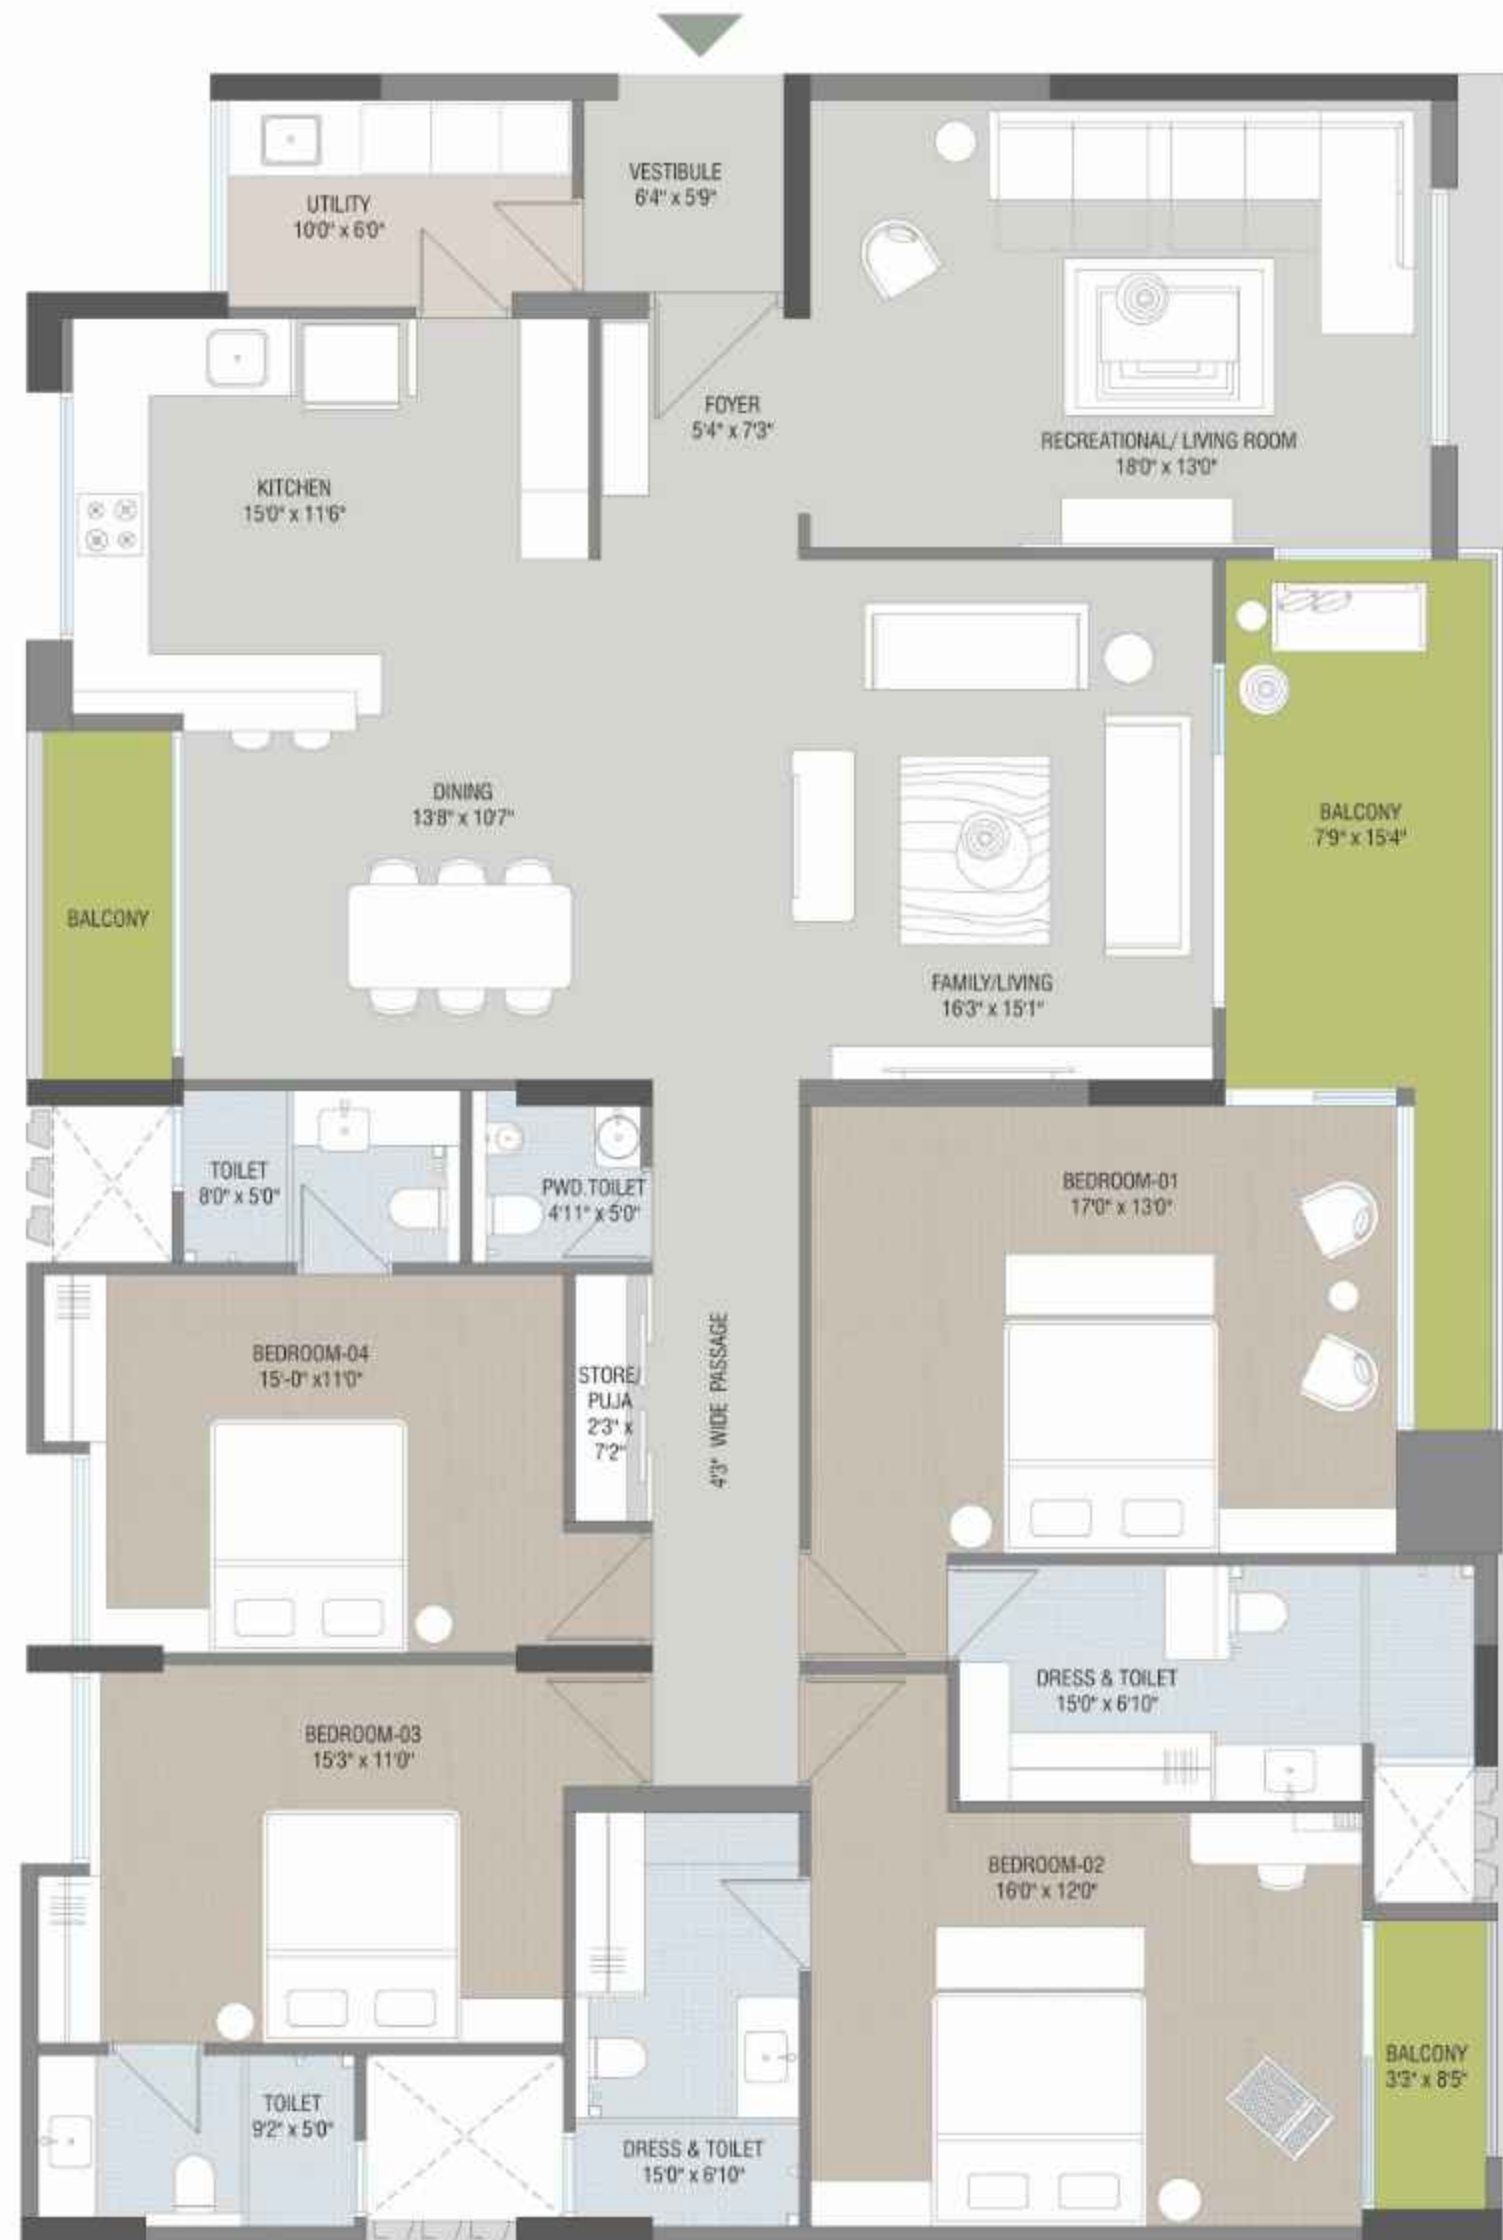 VESTIBULE
6'4" x 5'9"
UTILITY
10'0" x 6'0"
FOYER
5'4" x 7'3"
RECREATIONAL/ LIVING ROOM
18'0" x 13'0"
KITCHEN
15'0" x 11'6"
DINING
13'8" x 10'7"
BALCONY
7'9" x 15'4"
BALCONY
FAMILY/LIVING
16'3" x 15'1"
TOILET
8'0" x 5'0"
PWD.TOILET
4'11" x 5'0"
BEDROOM-01
17'0" x 13'0"
BEDROOM-04
15'-0" x11'0"
STORE/
PUJA
2'3" x
7'2"
4'3" WIDE PASSAGE
DRESS & TOILET
15'0" x 6'10"
BEDROOM-03
15'3" x 11'0"
BEDROOM-02
16'0" x 12'0"
BALCONY
3'3" x 8'5"
TOILET
9'2" x 5'0"
DRESS & TOILET
15'0" x 6'10"